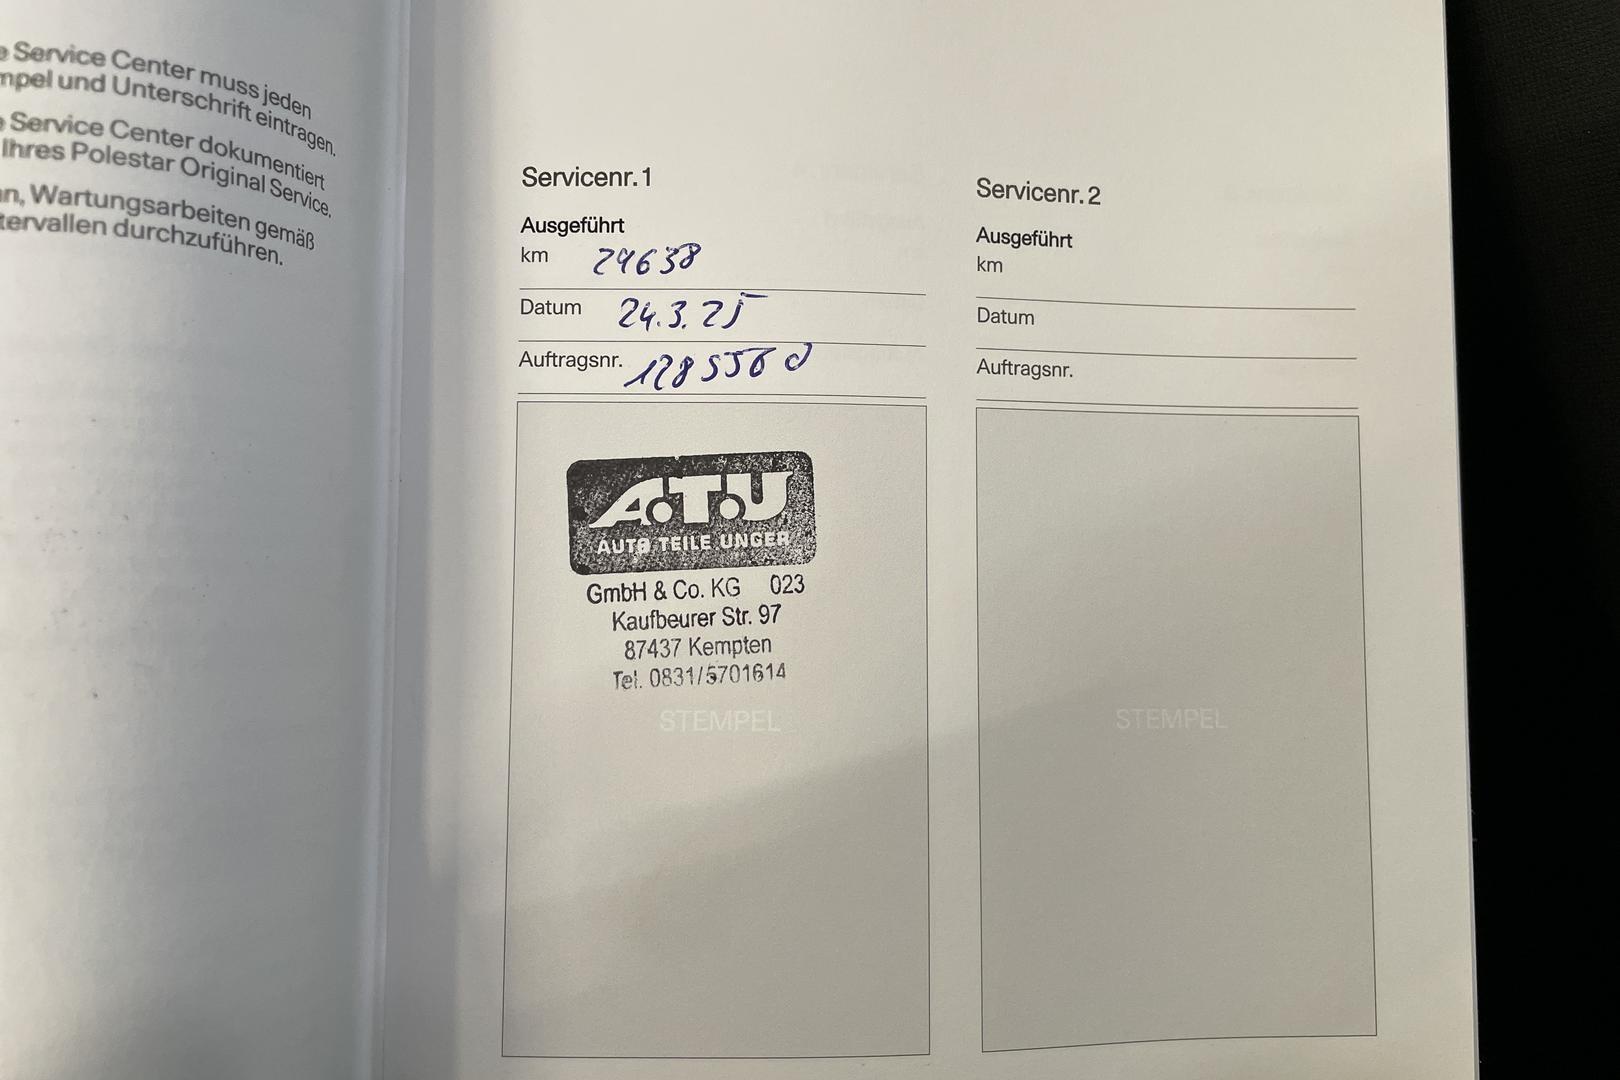 e Service Center muss jeden
mpel und Unterschrift eintragen.
e Service Center dokumentiert
Ihres Polestar Original Service.
n, Wartungsarbeiten gemäß
tervallen durchzuführen.
Servicenr. 1
Ausgeführt
km 29638
Datum 24.3.25
Auftragsnr. 1285560
A.T.U
AUTO TEILE UNGER
GmbH & Co. KG 023
Kaufbeurer Str. 97
87437 Kempten
Tel. 0831/5701614
STEMPEL
Servicenr. 2
Ausgeführt
km
Datum
Auftragsnr.
STEMPEL